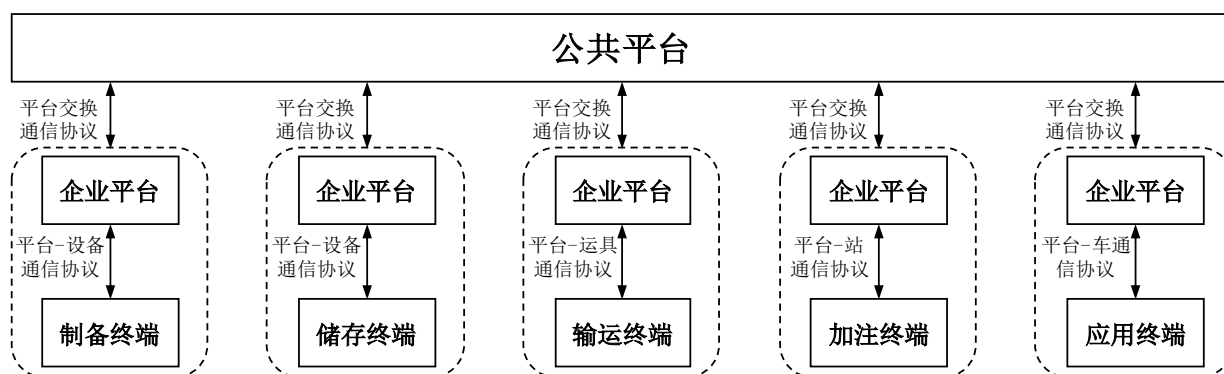 公共平台
平台交换
通信协议
平台交换
通信协议
平台交换
通信协议
平台交换
通信协议
平台交换
通信协议
企业平台
企业平台
企业平台
企业平台
企业平台
平台-设备
通信协议
平台-设备
通信协议
平台-运具
通信协议
平台-站
通信协议
平台-车通
信协议
制备终端
储存终端
输运终端
加注终端
应用终端